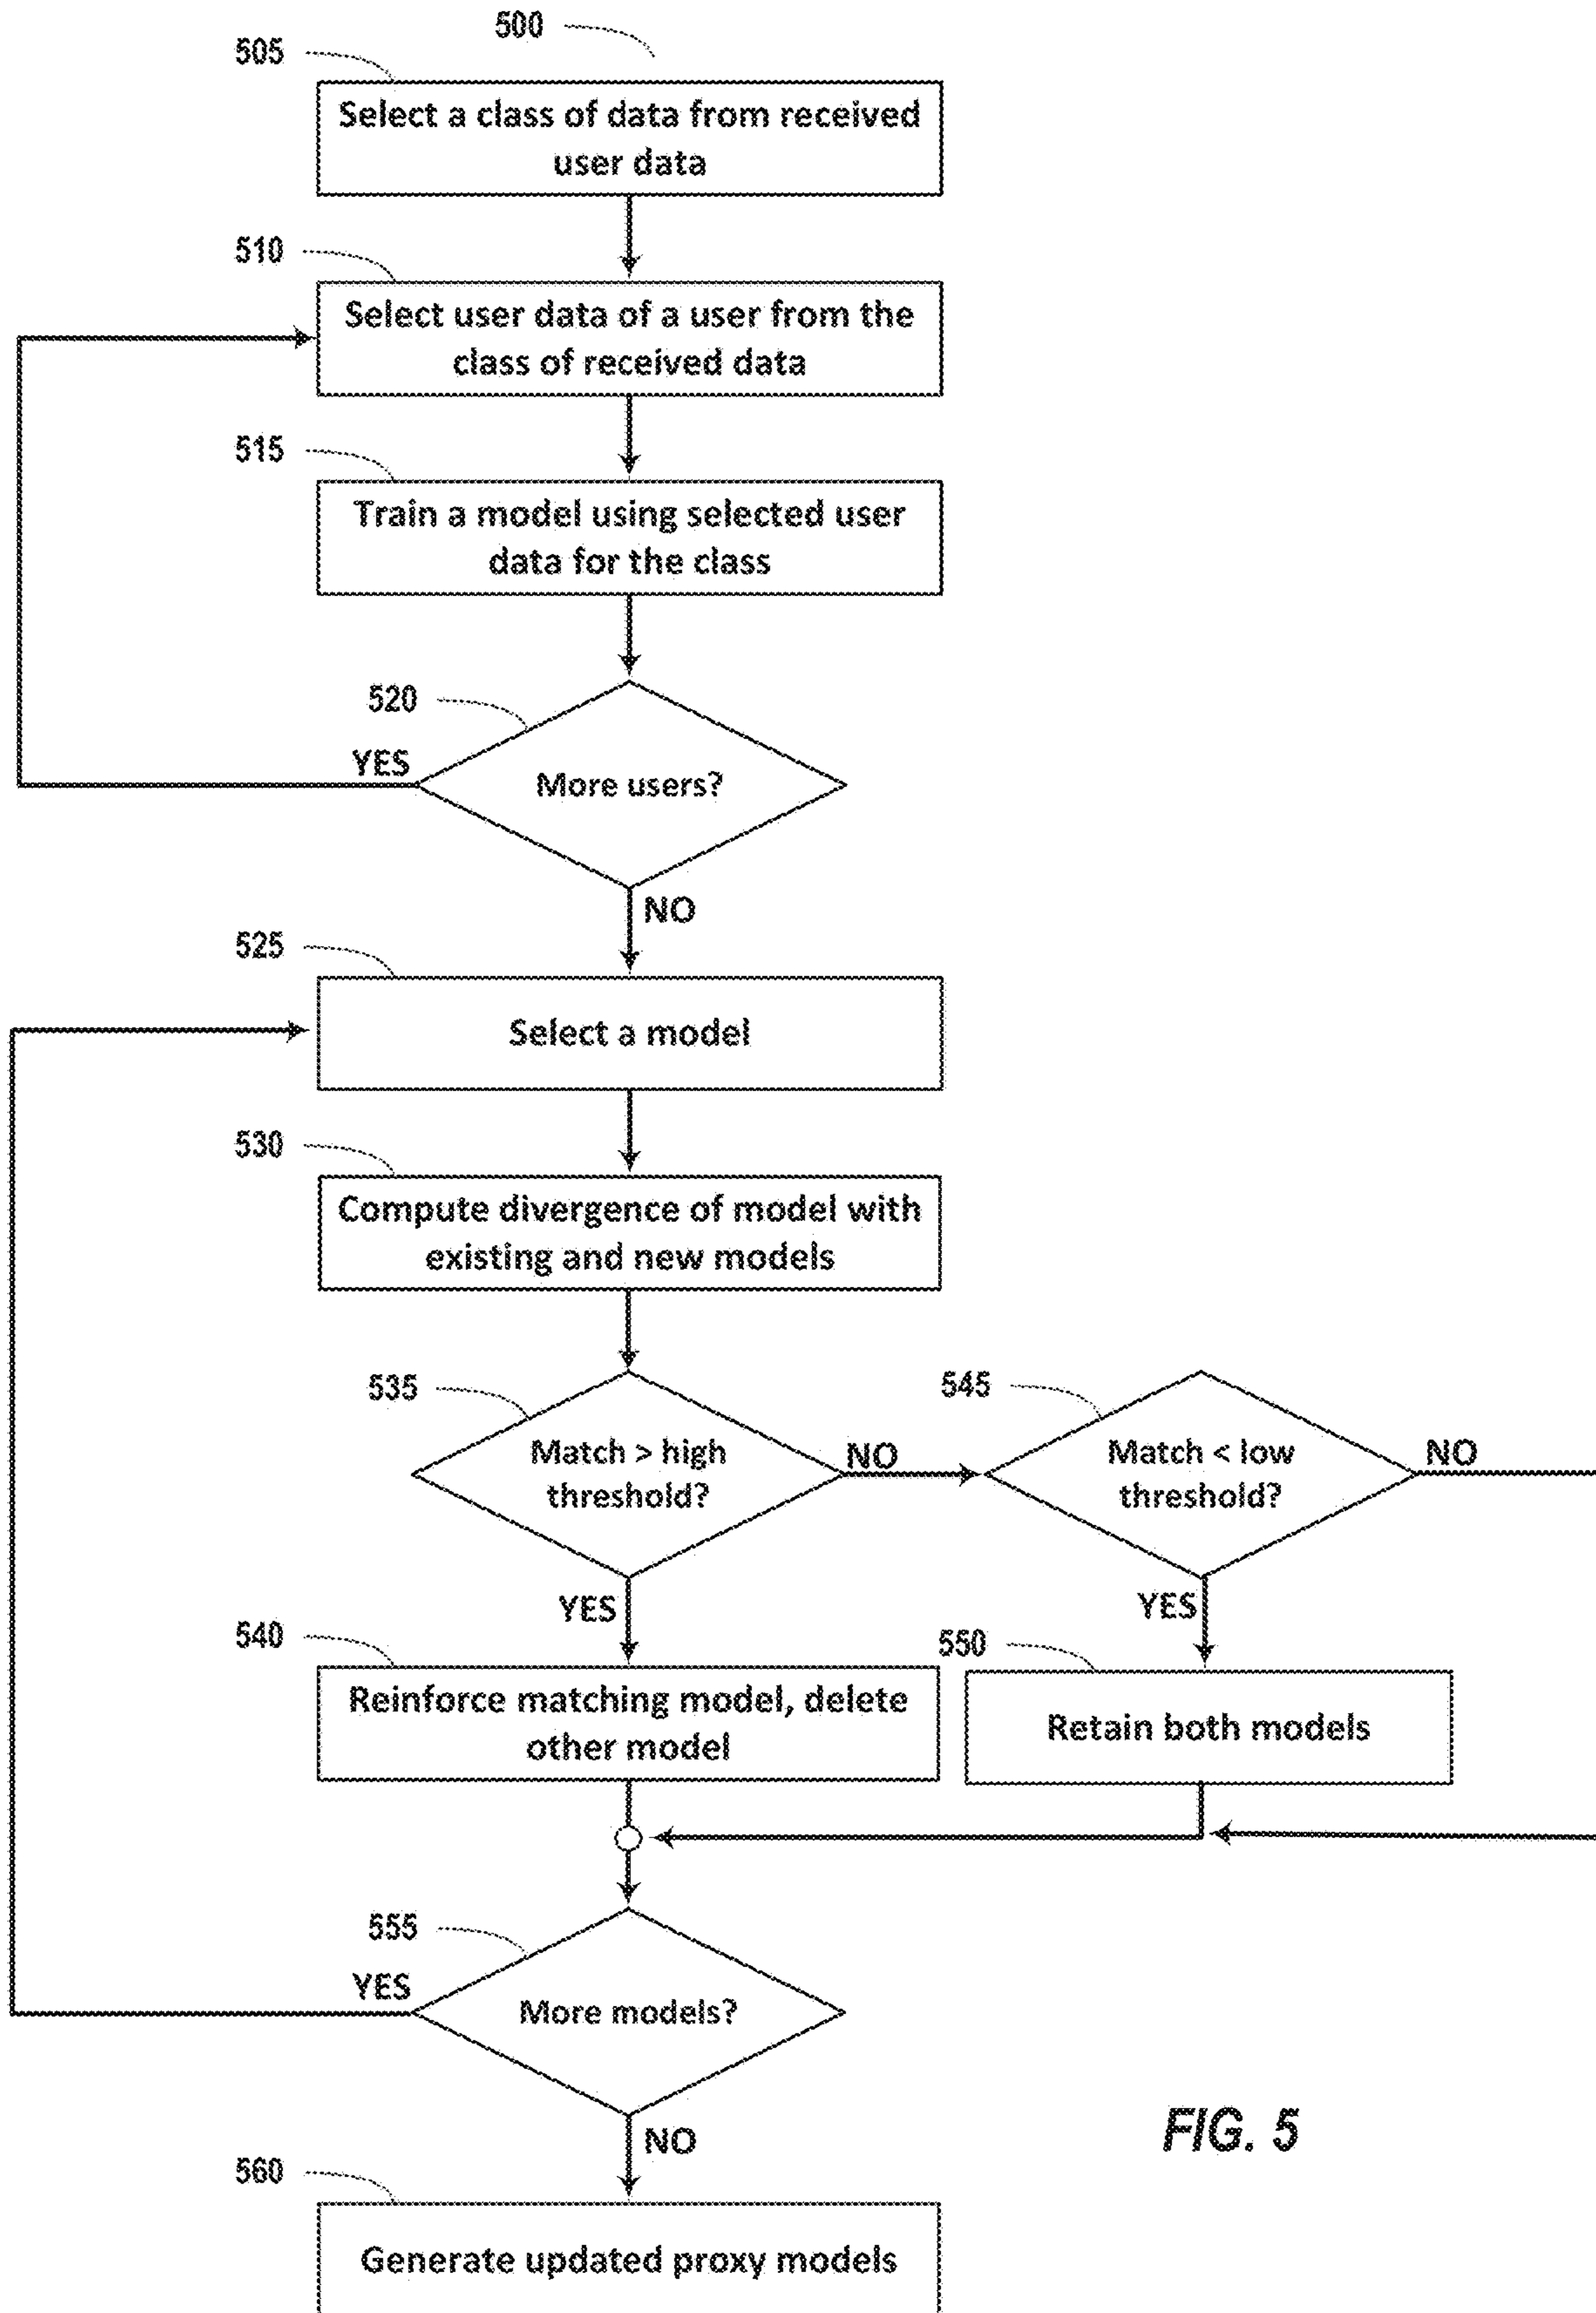 500
505
Select a class of data from received
user data
510
Select user data of a user from the
class of received data
515
Train a model using selected user
data for the class
520
YES
More users?
NO
525
Select a model
530
Compute divergence of model with
existing and new models
535
545
Match > high
threshold?
NO
Match < low
threshold?
NO
YES
YES
540
550
Reinforce matching model, delete
other model
Retain both models
555
YES
More models?
NO
FIG. 5
560
Generate updated proxy models